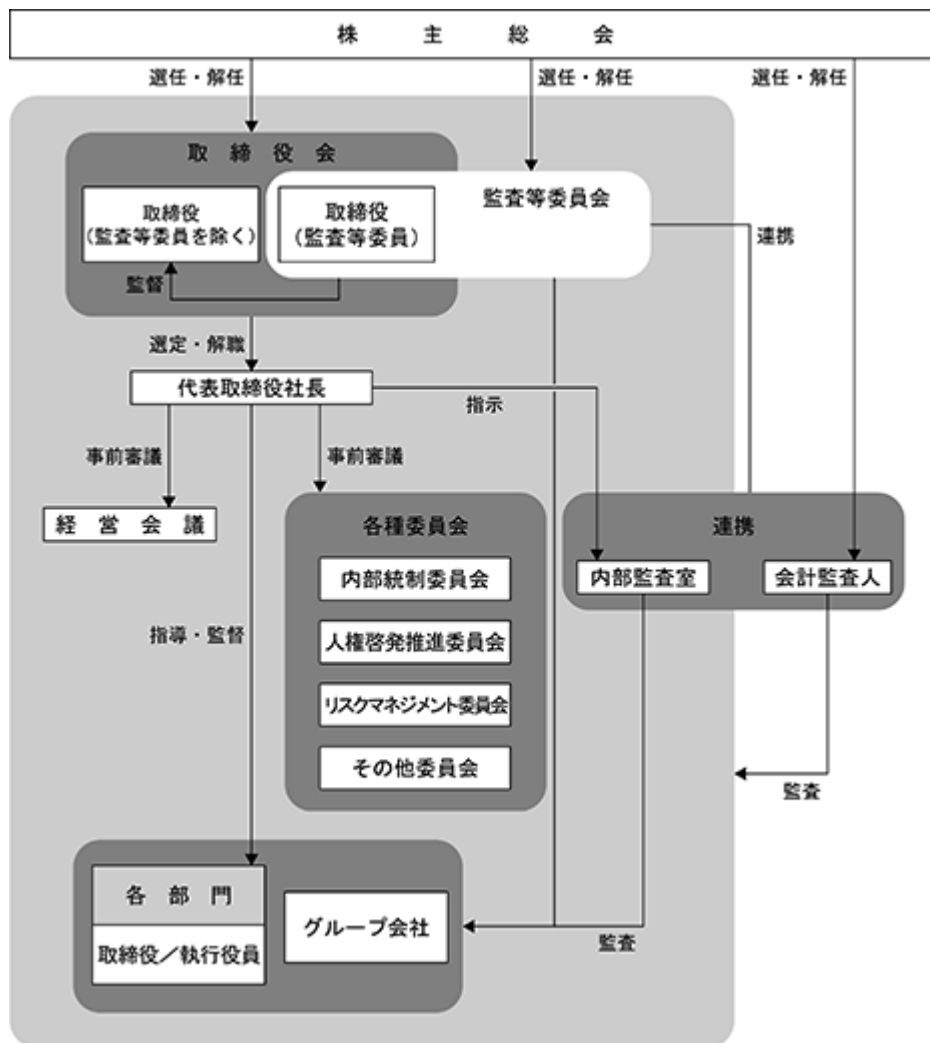 株主総会
選任・解任
選任・解任
選任・解任
取締役会
監査等委員会
取締役
(監査等委員を除く)
取締役
(監査等委員)
連携
監督
選定・解職
代表取締役社長
指示
事前審議
事前審議
経営会議
各種委員会
連携
内部統制委員会
内部監査室
会計監査人
人権啓発推進委員会
指導・監督
リスクマネジメント委員会
その他委員会
監査
各部門
取締役/執行役員
グループ会社
監査